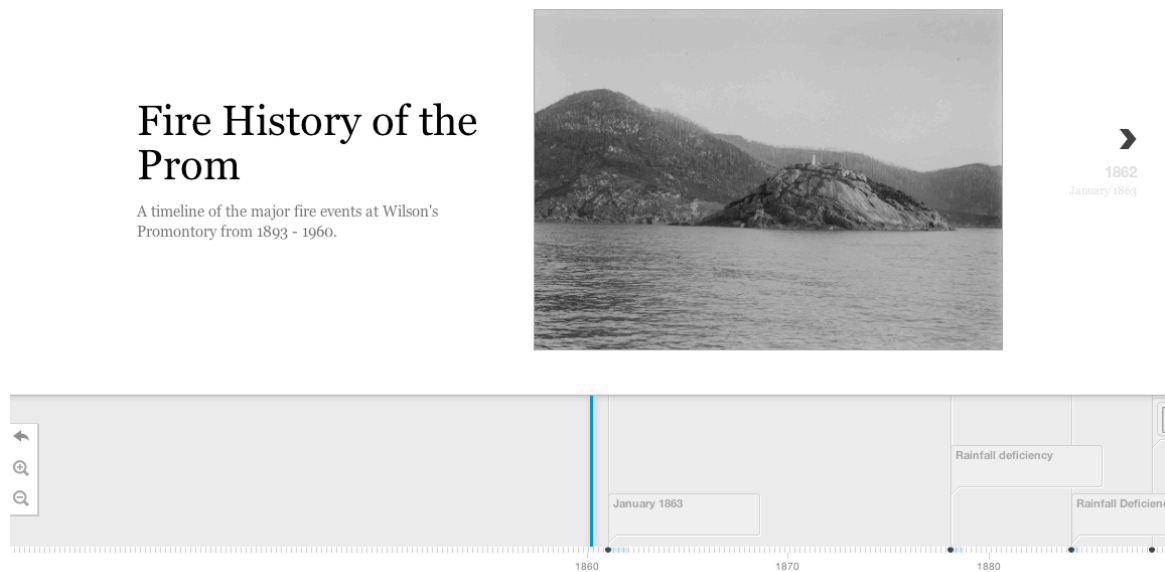 Fire History of the
Prom
A timeline of the major fire events at Wilson's
Promontory from 1893 - 1960.
1862
January 1863
Rainfall deficiency
January 1863
Rainfall Deficien
1860
1870
1880